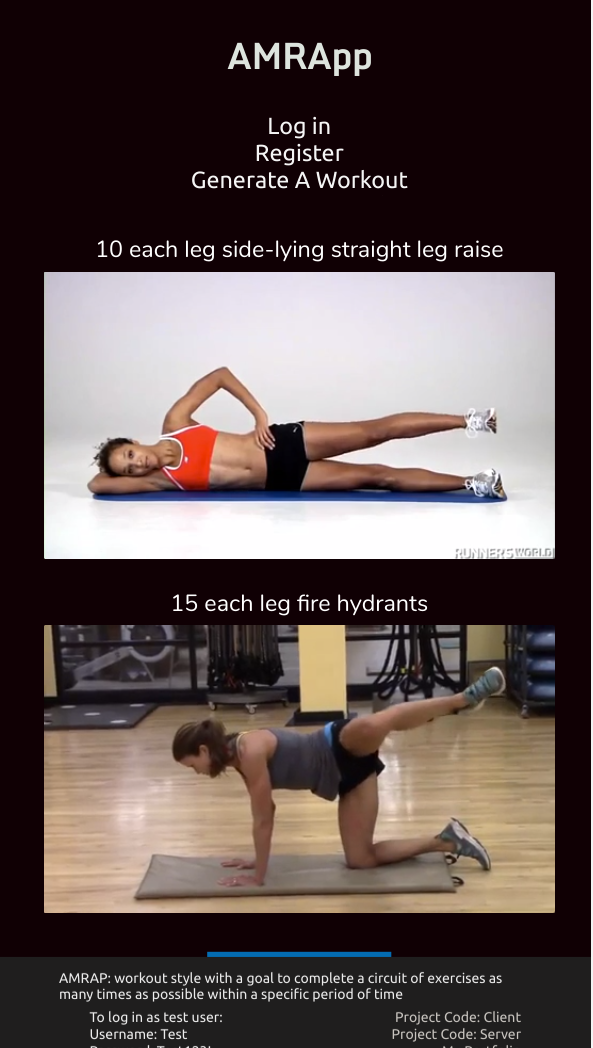 AMRApp
Log in
Register
Generate A Workout
10 each leg side-lying straight leg raise
RUNNERSWORLD
15 each leg fire hydrants
AMRAP: workout style with a goal to complete a circuit of exercises as
many times as possible within a specific period of time
To log in as test user:
Username: Test
Project Code: Client
Project Code: Server